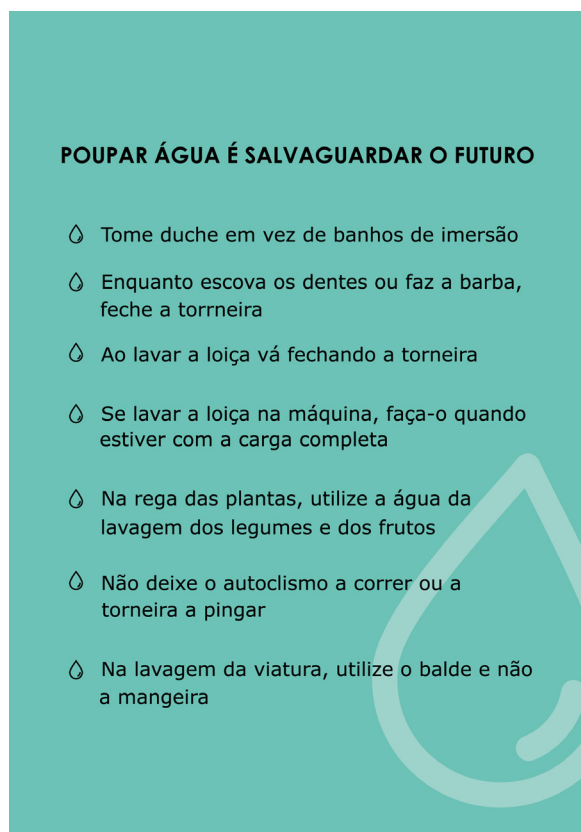 POUPAR ÁGUA É SALVAGUARDAR O FUTURO
Tome duche em vez de banhos de imersão
Enquanto escova os dentes ou faz a barba,
feche a torrneira
Ao lavar a loiça vá fechando a torneira
Se lavar a loiça na máquina, faça-o quando
estiver com a carga completa
Na rega das plantas, utilize a água da
lavagem dos legumes e dos frutos
Não deixe o autoclismo a correr ou a
torneira a pingar
Na lavagem da viatura, utilize o balde e não
a mangeira